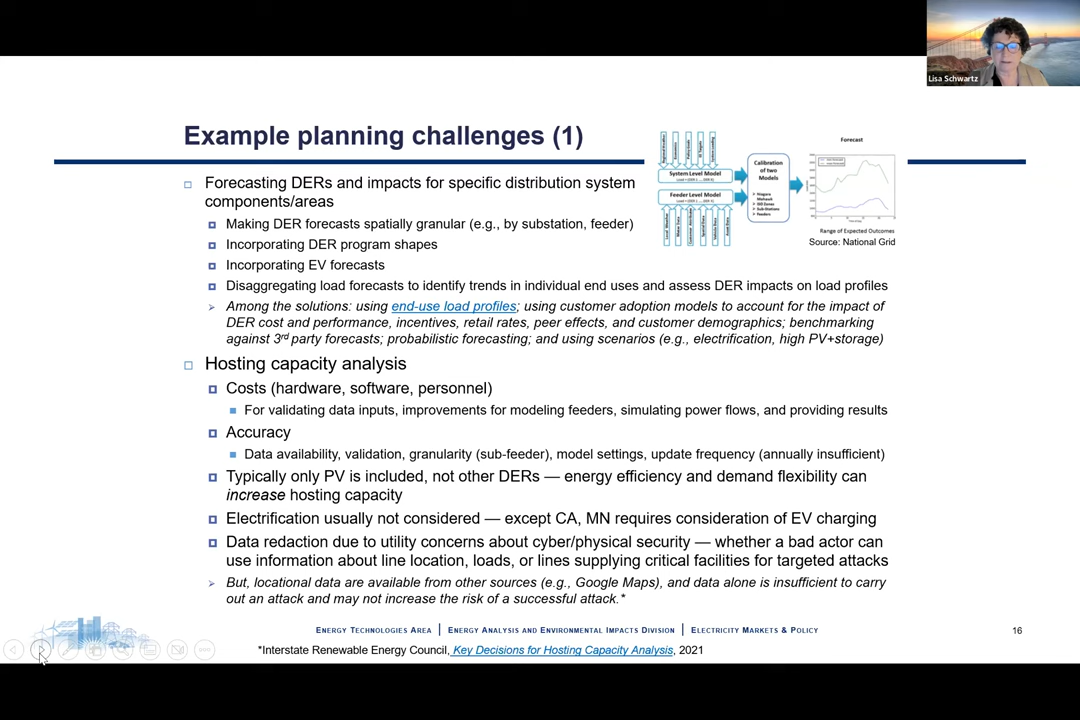 Lisa Schwartz
Example planning challenges (1)
System Level Model
Feeder Level Model
Calibration
of two
Models
Niagara
Mohawk
ISO Zones
Sub-Stations
Feeders
Forecast
Range of Expected Outcomes
Source: National Grid
Forecasting DERs and impacts for specific distribution system
components/areas
Making DER forecasts spatially granular (e.g., by substation, feeder)
Incorporating DER program shapes
Incorporating EV forecasts
Disaggregating load forecasts to identify trends in individual end uses and assess DER impacts on load profiles
Among the solutions: using end-use load profiles; using customer adoption models to account for the impact of
DER cost and performance, incentives, retail rates, peer effects, and customer demographics; benchmarking
against 3rd party forecasts; probabilistic forecasting; and using scenarios (e.g., electrification, high PV+storage)
Hosting capacity analysis
Costs (hardware, software, personnel)
For validating data inputs, improvements for modeling feeders, simulating power flows, and providing results
Accuracy
Data availability, validation, granularity (sub-feeder), model settings, update frequency (annually insufficient)
Typically only PV is included, not other DERs — energy efficiency and demand flexibility can
increase hosting capacity
Electrification usually not considered — except CA, MN requires consideration of EV charging
Data redaction due to utility concerns about cyber/physical security — whether a bad actor can
use information about line location, loads, or lines supplying critical facilities for targeted attacks
But, locational data are available from other sources (e.g., Google Maps), and data alone is insufficient to carry
out an attack and may not increase the risk of a successful attack.*
ENERGY TECHNOLOGIES AREA | ENERGY ANALYSIS AND ENVIRONMENTAL IMPACTS DIVISION | ELECTRICITY MARKETS & POLICY
16
*Interstate Renewable Energy Council, Key Decisions for Hosting Capacity Analysis, 2021